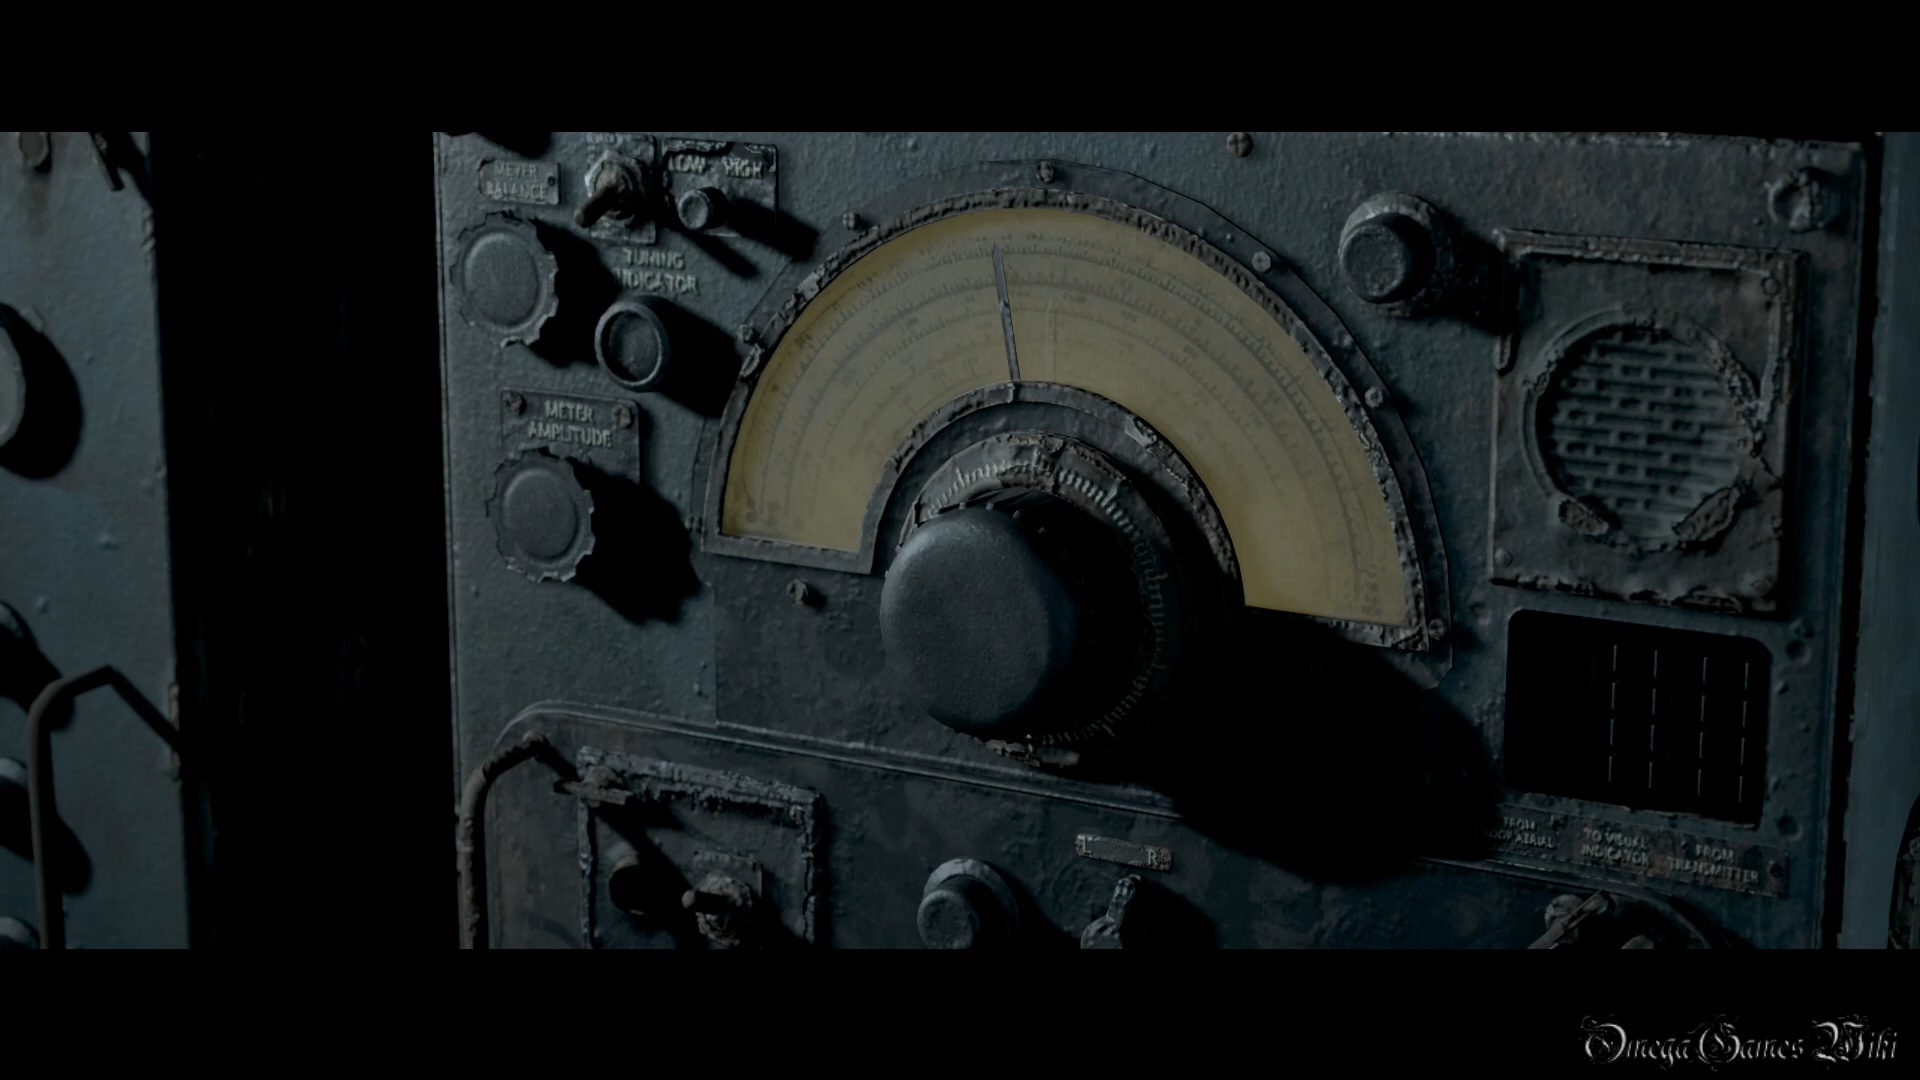 METER
BALANCE
LOW HIGH
TUNING
INDICATOR
METER
AMPLITUDE
L R
FROM
LOOP AERIAL
TO VISUAL
INDICATOR
FROM
TRANSMITTER
Omega Games Wiki